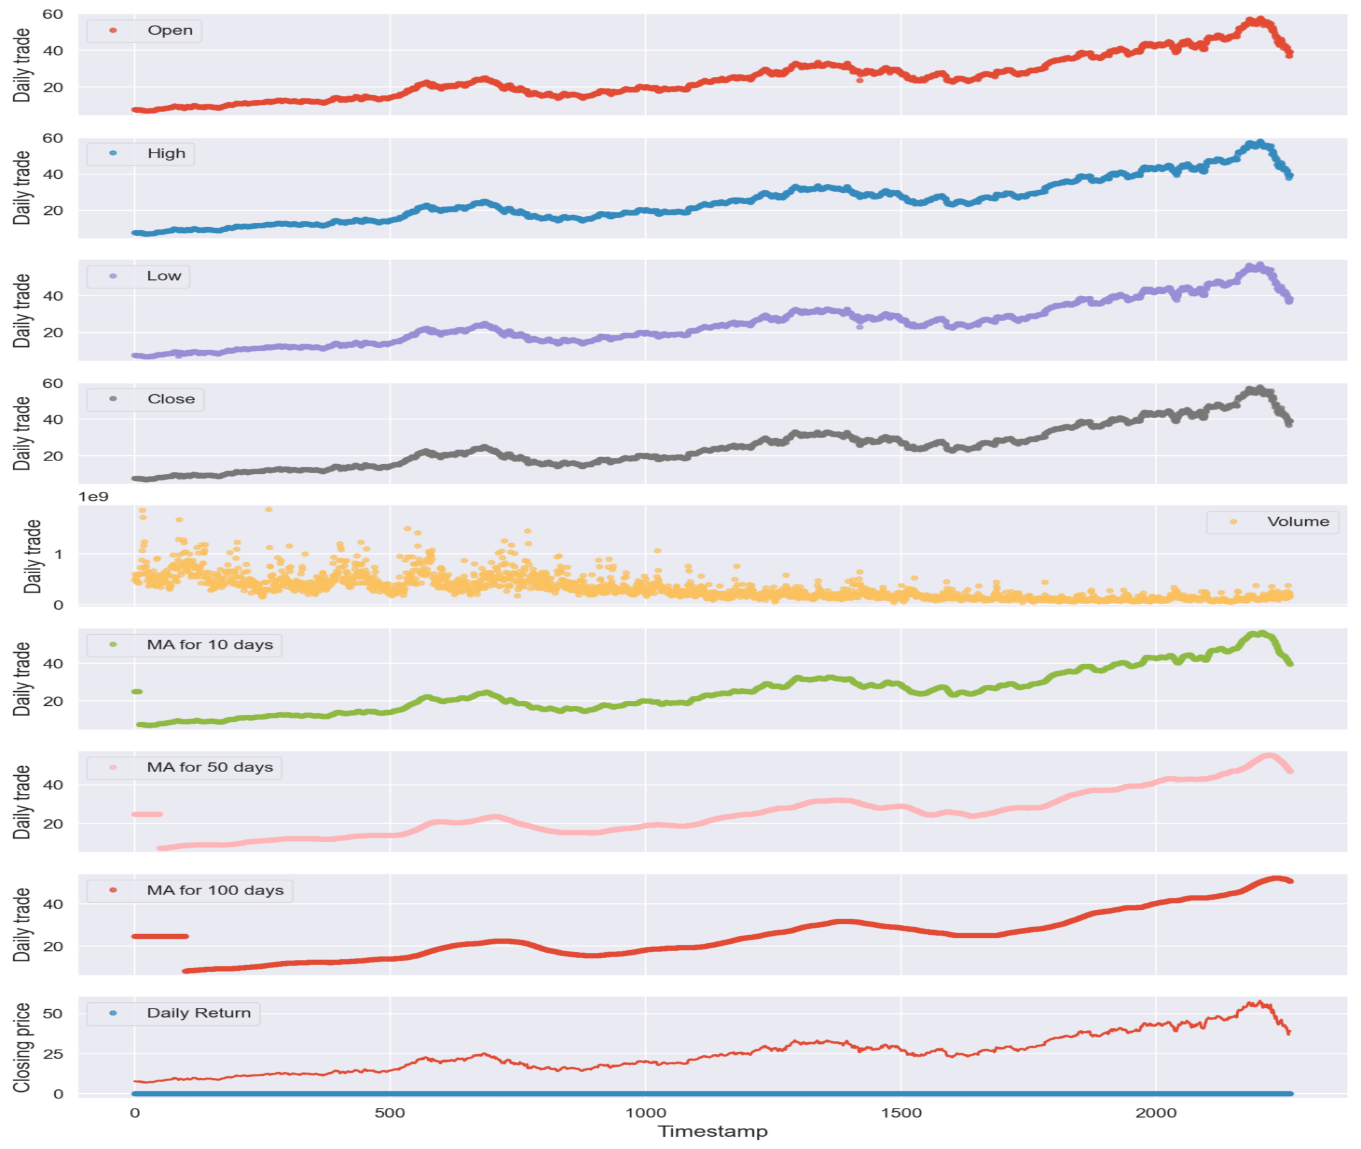 60
40
20
Daily trade
Open
60
40
20
Daily trade
High
40
20
Daily trade
Low
60
40
20
Daily trade
Close
1e9
1
0
Daily trade
Volume
40
20
Daily trade
MA for 10 days
40
20
Daily trade
MA for 50 days
40
20
Daily trade
MA for 100 days
50
25
0
Closing price
Daily Return
0 500 1000 1500 2000
Timestamp